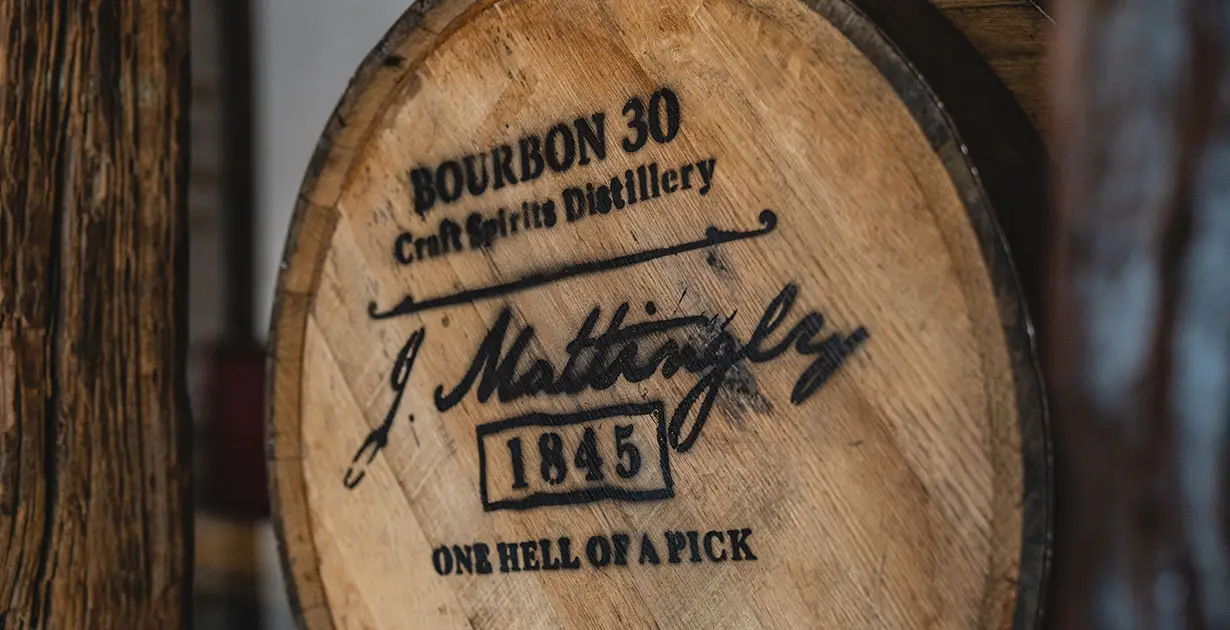 BOURBON 30
Craft Spirits Distillery
J. Mattingly
1845
ONE HELL OF A PICK